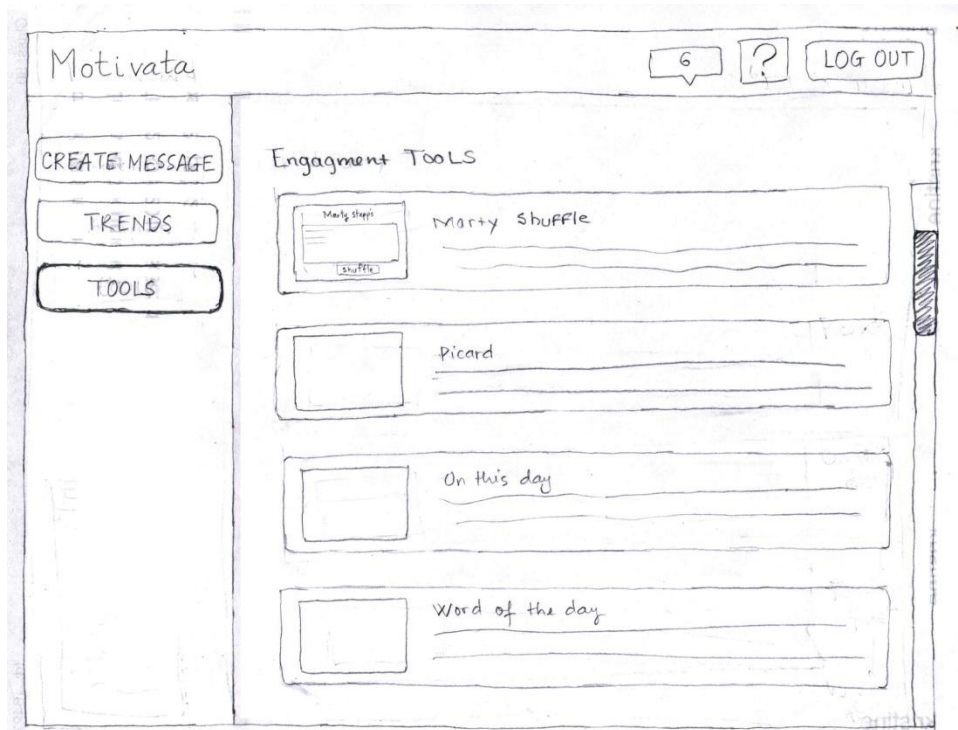 Motivata
6
?
LOG OUT
CREATE MESSAGE
TRENDS
TOOLS
Engagment TOOLS
Marty Stepp's
Shuffle
Marty Shuffle
Picard
On this day
Word of the day